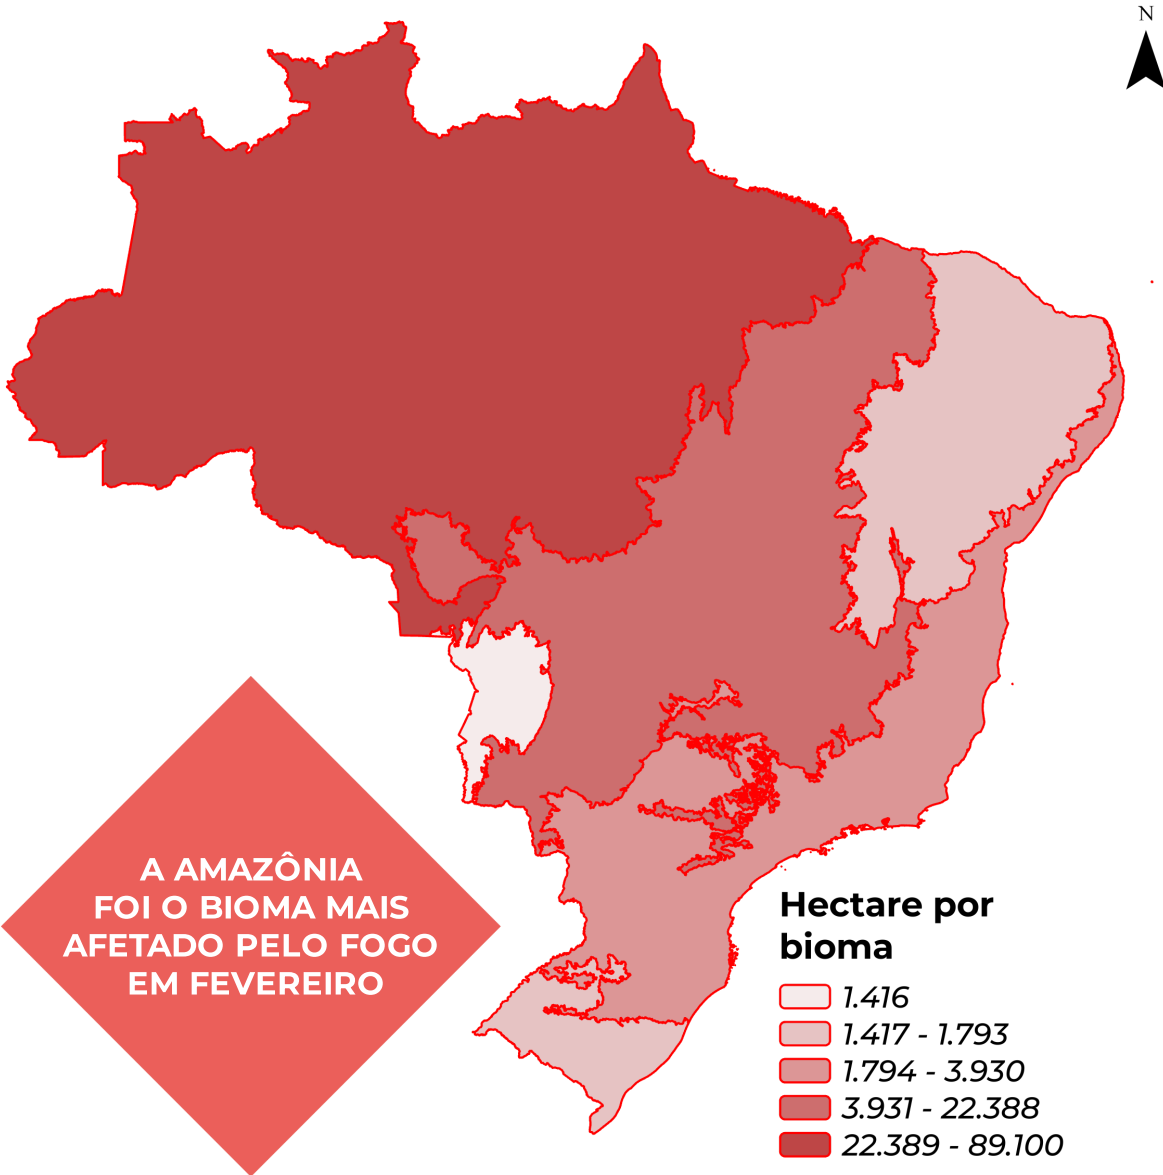 N
A AMAZÔNIA
FOI O BIOMA MAIS
AFETADO PELO FOGO
EM FEVEREIRO
Hectare por
bioma
1.416
1.417 - 1.793
1.794 - 3.930
3.931 - 22.388
22.389 - 89.100